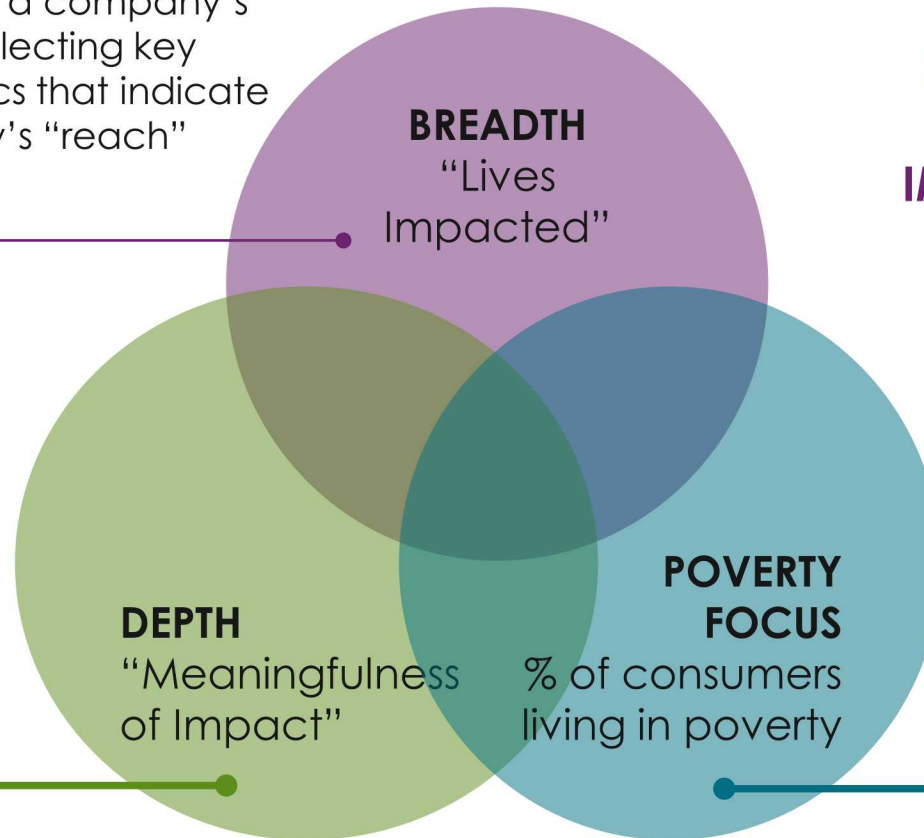 a company's
lecting key
cs that indicate
y's “reach”
BREADTH
“Lives
Impacted”
DEPTH
“Meaningfulness
of Impact”
POVERTY
FOCUS
% of consumers
living in poverty